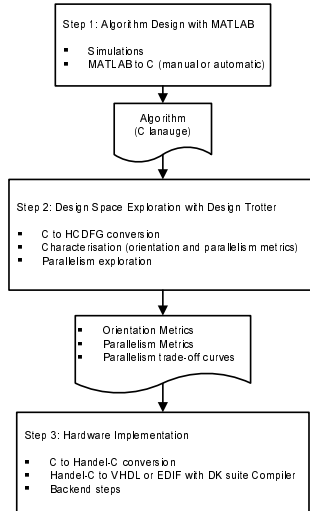 Step 1: Algorithm Design with MATLAB
▪ Simulations
▪ MATLAB to C (manual or automatic)
Algorithm
(C lanauge)
Step 2: Design Space Exploration with Design Trotter
▪ C to HCDFG conversion
▪ Characterisation (orientation and parallelism metrics)
▪ Parallelism exploration
▪ Orientation Metrics
▪ Parallelism Metrics
▪ Parallelism trade-off curves
Step 3: Hardware Implementation
▪ C to Handel-C conversion
▪ Handel-C to VHDL or EDIF with DK suite Compiler
▪ Backend steps